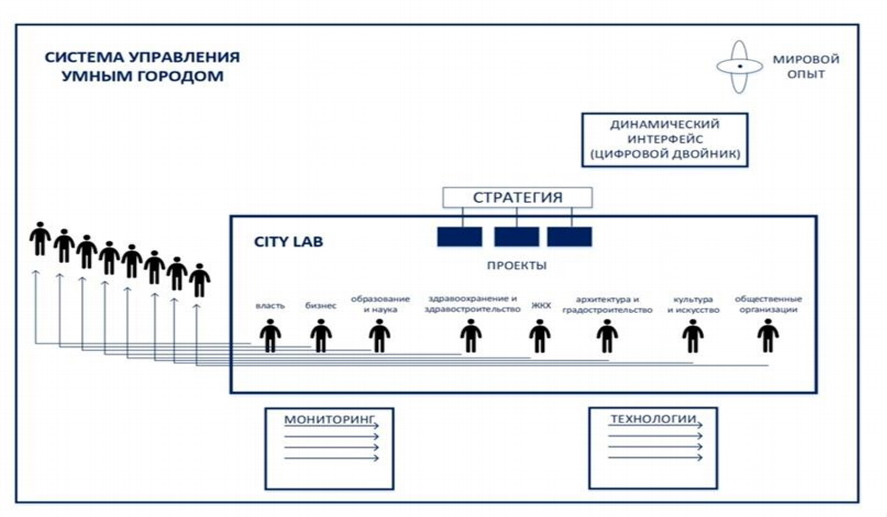 СИСТЕМА УПРАВЛЕНИЯ
УМНЫМ ГОРОДОМ
МИРОВОЙ
ОПЫТ
ДИНАМИЧЕСКИЙ
ИНТЕРФЕЙС
(ЦИФРОВОЙ ДВОЙНИК)
СТРАТЕГИЯ
CITY LAB
ПРОЕКТЫ
власть
бизнес
образование
и наука
здравоохранение и
здравостроительство
ЖКХ
архитектура и
градостроительство
культура
и искусство
общественные
организации
МОНИТОРИНГ
ТЕХНОЛОГИИ